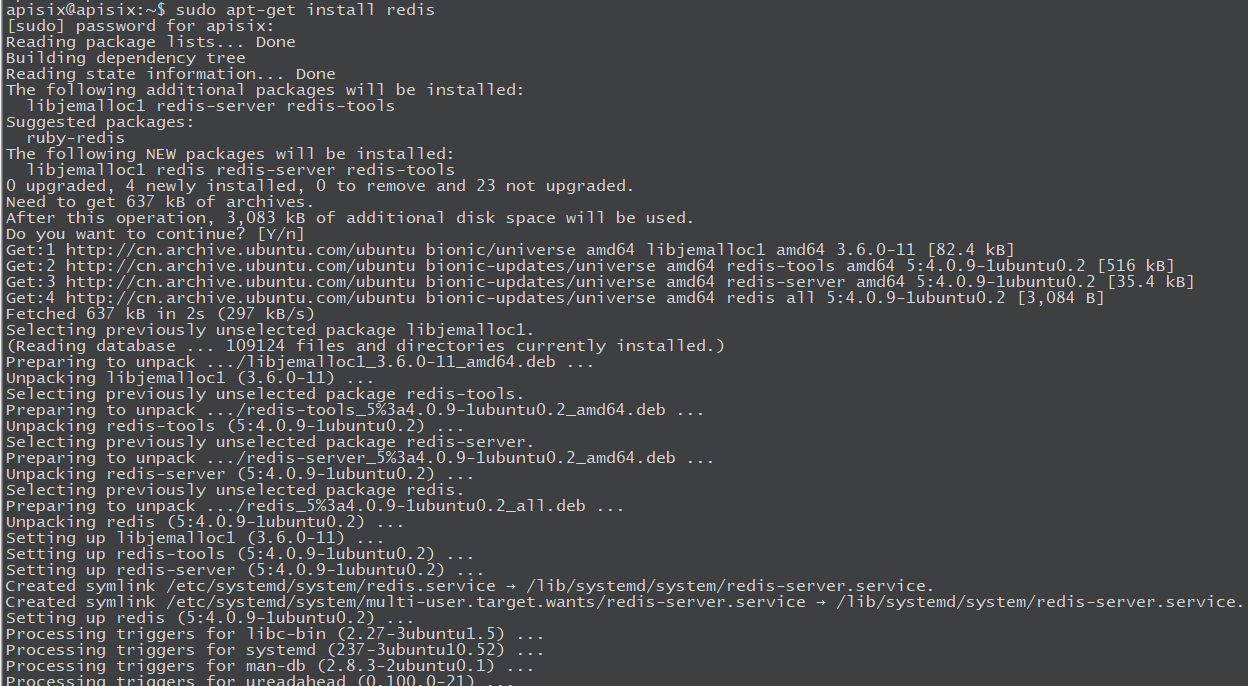 apisix@apisix:~$ sudo apt-get install redis
[sudo] password for apisix:
Reading package lists... Done
Building dependency tree
Reading state information... Done
The following additional packages will be installed:
  libjemalloc1 redis-server redis-tools
Suggested packages:
  ruby-redis
The following NEW packages will be installed:
  libjemalloc1 redis redis-server redis-tools
0 upgraded, 4 newly installed, 0 to remove and 23 not upgraded.
Need to get 637 kB of archives.
After this operation, 3,083 kB of additional disk space will be used.
Do you want to continue? [Y/n]
Get:1 http://cn.archive.ubuntu.com/ubuntu bionic/universe amd64 libjemalloc1 amd64 3.6.0-11 [82.4 kB]
Get:2 http://cn.archive.ubuntu.com/ubuntu bionic-updates/universe amd64 redis-tools amd64 5:4.0.9-1ubuntu0.2 [516 kB]
Get:3 http://cn.archive.ubuntu.com/ubuntu bionic-updates/universe amd64 redis-server amd64 5:4.0.9-1ubuntu0.2 [35.4 kB]
Get:4 http://cn.archive.ubuntu.com/ubuntu bionic-updates/universe amd64 redis all 5:4.0.9-1ubuntu0.2 [3,084 B]
Fetched 637 kB in 2s (297 kB/s)
Selecting previously unselected package libjemalloc1.
(Reading database ... 109124 files and directories currently installed.)
Preparing to unpack .../libjemalloc1_3.6.0-11_amd64.deb ...
Unpacking libjemalloc1 (3.6.0-11) ...
Selecting previously unselected package redis-tools.
Preparing to unpack .../redis-tools_5%3a4.0.9-1ubuntu0.2_amd64.deb ...
Unpacking redis-tools (5:4.0.9-1ubuntu0.2) ...
Selecting previously unselected package redis-server.
Preparing to unpack .../redis-server_5%3a4.0.9-1ubuntu0.2_amd64.deb ...
Unpacking redis-server (5:4.0.9-1ubuntu0.2) ...
Selecting previously unselected package redis.
Preparing to unpack .../redis_5%3a4.0.9-1ubuntu0.2_all.deb ...
Unpacking redis (5:4.0.9-1ubuntu0.2) ...
Setting up libjemalloc1 (3.6.0-11) ...
Setting up redis-tools (5:4.0.9-1ubuntu0.2) ...
Setting up redis-server (5:4.0.9-1ubuntu0.2) ...
Created symlink /etc/systemd/system/redis.service → /lib/systemd/system/redis-server.service.
Created symlink /etc/systemd/system/multi-user.target.wants/redis-server.service → /lib/systemd/system/redis-server.service.
Setting up redis (5:4.0.9-1ubuntu0.2) ...
Processing triggers for libc-bin (2.27-3ubuntu1.5) ...
Processing triggers for systemd (237-3ubuntu10.52) ...
Processing triggers for man-db (2.8.3-2ubuntu0.1) ...
Processing triggers for ureadahead (0.100.0-21) ...